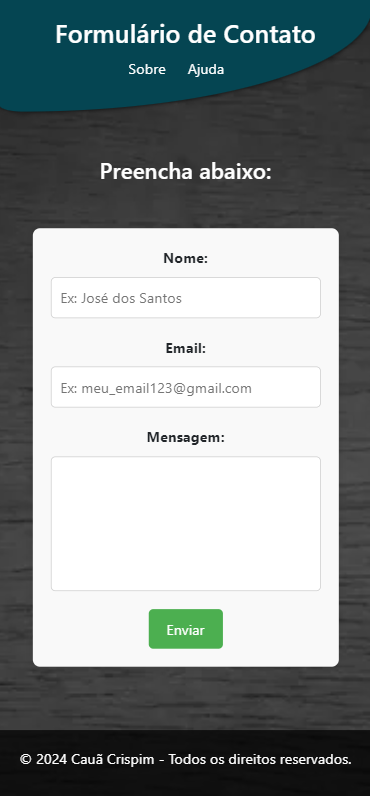 Formulário de Contato
Sobre Ajuda
Preencha abaixo:
Nome:
Ex: José dos Santos
Email:
Ex: meu_email123@gmail.com
Mensagem:
Enviar
© 2024 Cauã Crispim - Todos os direitos reservados.